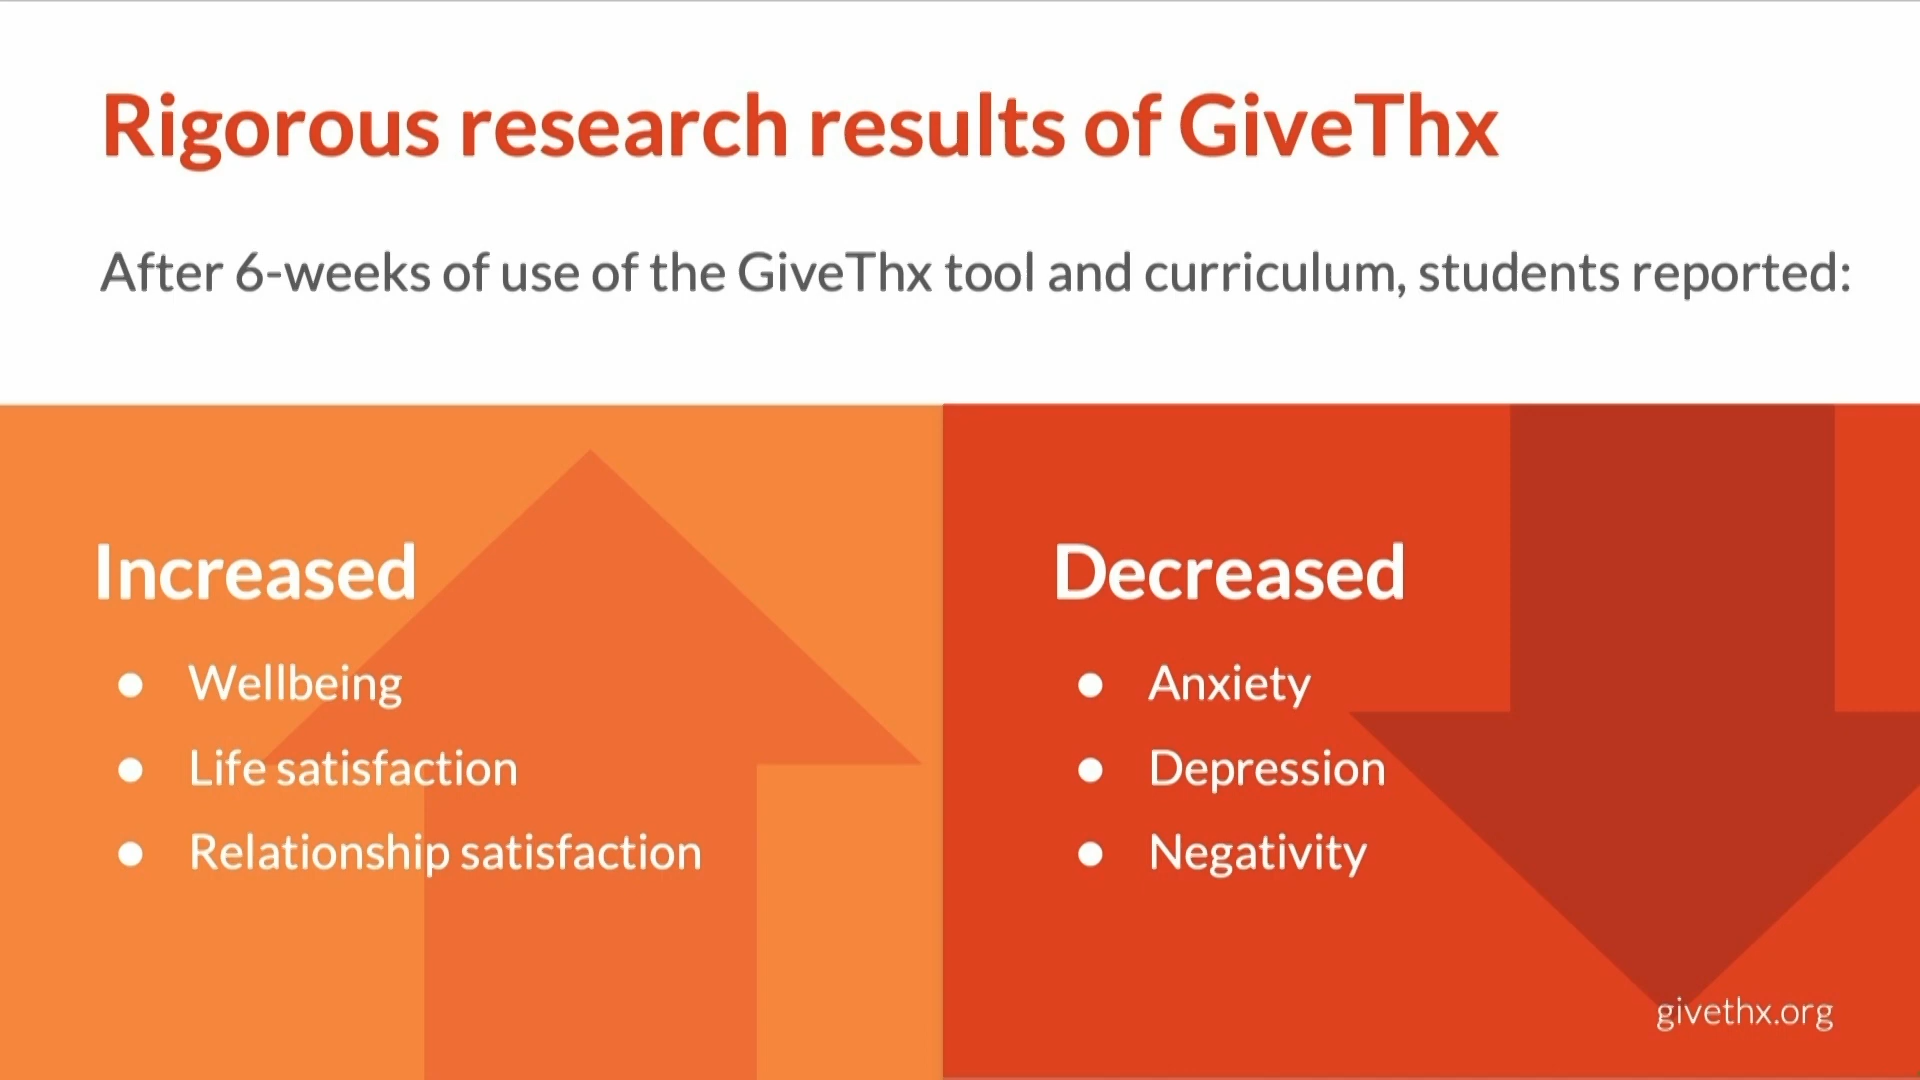 Rigorous research results of GiveThx
After 6-weeks of use of the GiveThx tool and curriculum, students reported:
Increased
● Wellbeing
● Life satisfaction
● Relationship satisfaction
Decreased
● Anxiety
● Depression
● Negativity
givethx.org